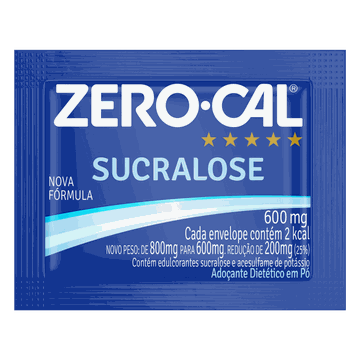 ZERO-CAL®
SUCRALOSE
NOVA
FÓRMULA
600 mg
Cada envelope contém 2 kcal
NOVO PESO: DE 800mg PARA 600mg. REDUÇÃO DE 200mg (25%)
Contém edulcorantes sucralose e acesulfame de potássio
Adoçante Dietético em Pó